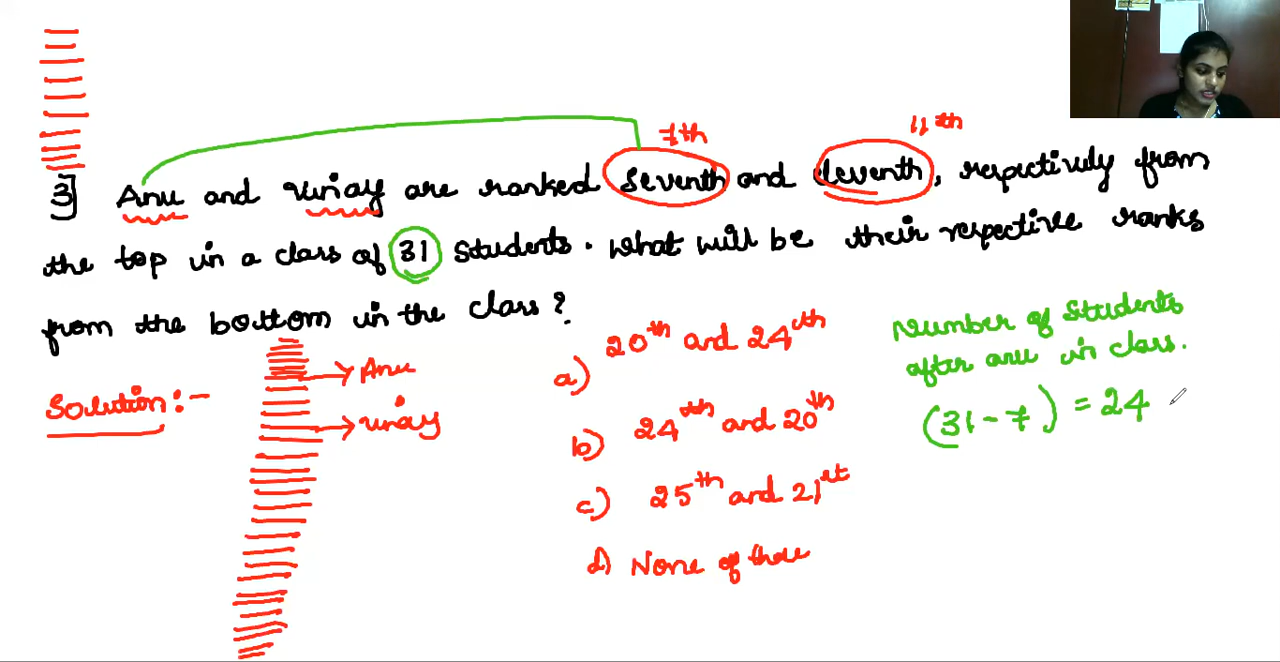 7th
11th
3] Anu and Vinay are ranked Seventh and eleventh, repectively from
the top in a class of 31 Students. What will be their respective ranks
from the bottom in the class?
Solution:-
Anu
Vinay
a) 20th and 24th
b) 24th and 20th
c) 25th and 21st
d) None of these
Number of Students
after anu in class.
(31-7) = 24